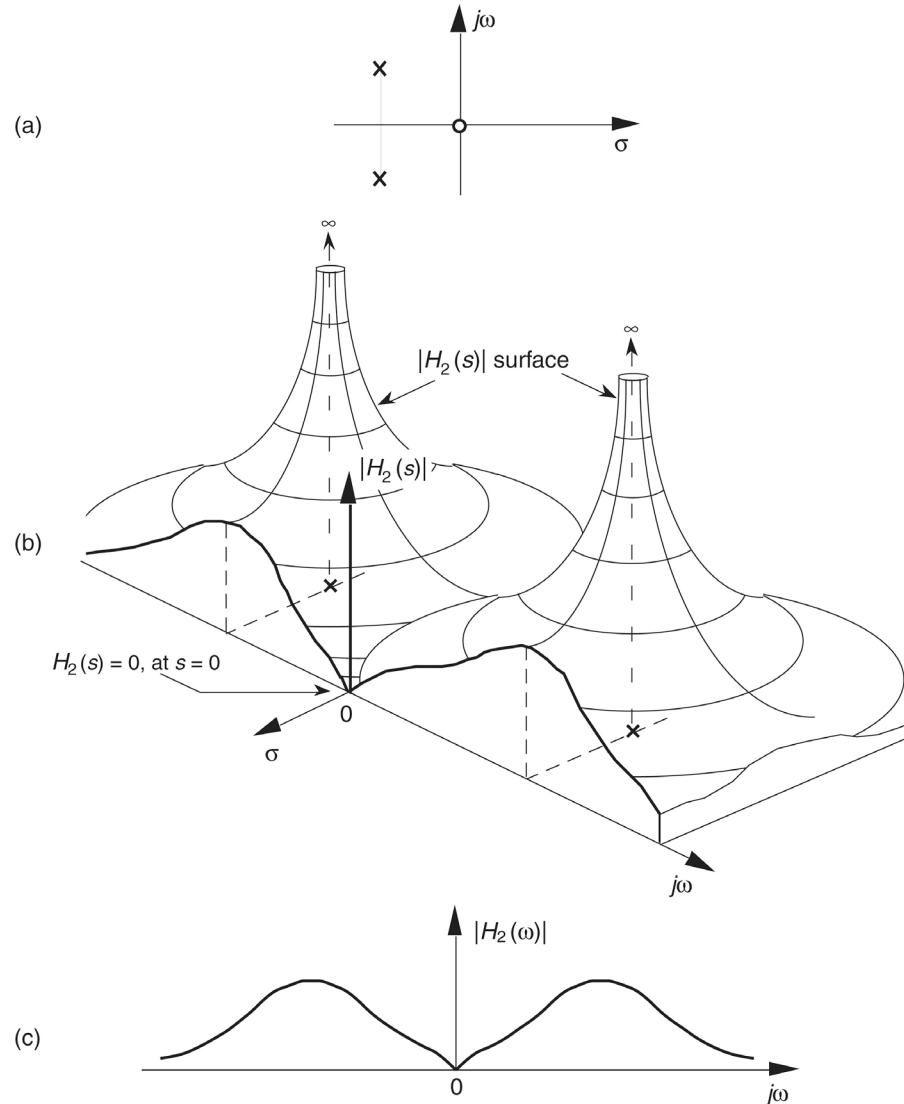 jω
(a)
σ
∞
∞
|H₂(s)| surface
|H₂(s)|
(b)
H₂(s) = 0, at s = 0
0
σ
jω
|H₂(ω)|
(c)
0
jω